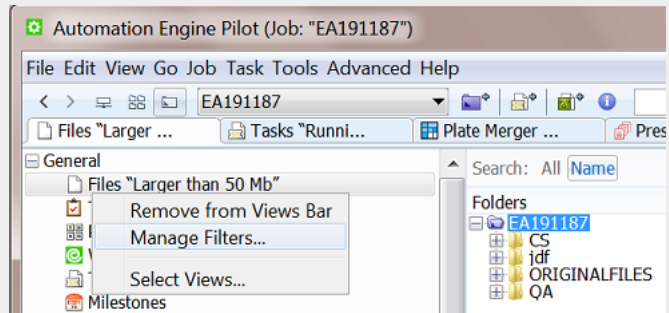 Automation Engine Pilot (Job: "EA191187")
File Edit View Go Job Task Tools Advanced Help
EA191187
Files “Larger ... Tasks “Runni... Plate Merger ... Pres
General
Files “Larger than 50 Mb”
Remove from Views Bar
Manage Filters...
Select Views...
Milestones
Search: All Name
Folders
EA191187
CS
jdf
ORIGINALFILES
QA